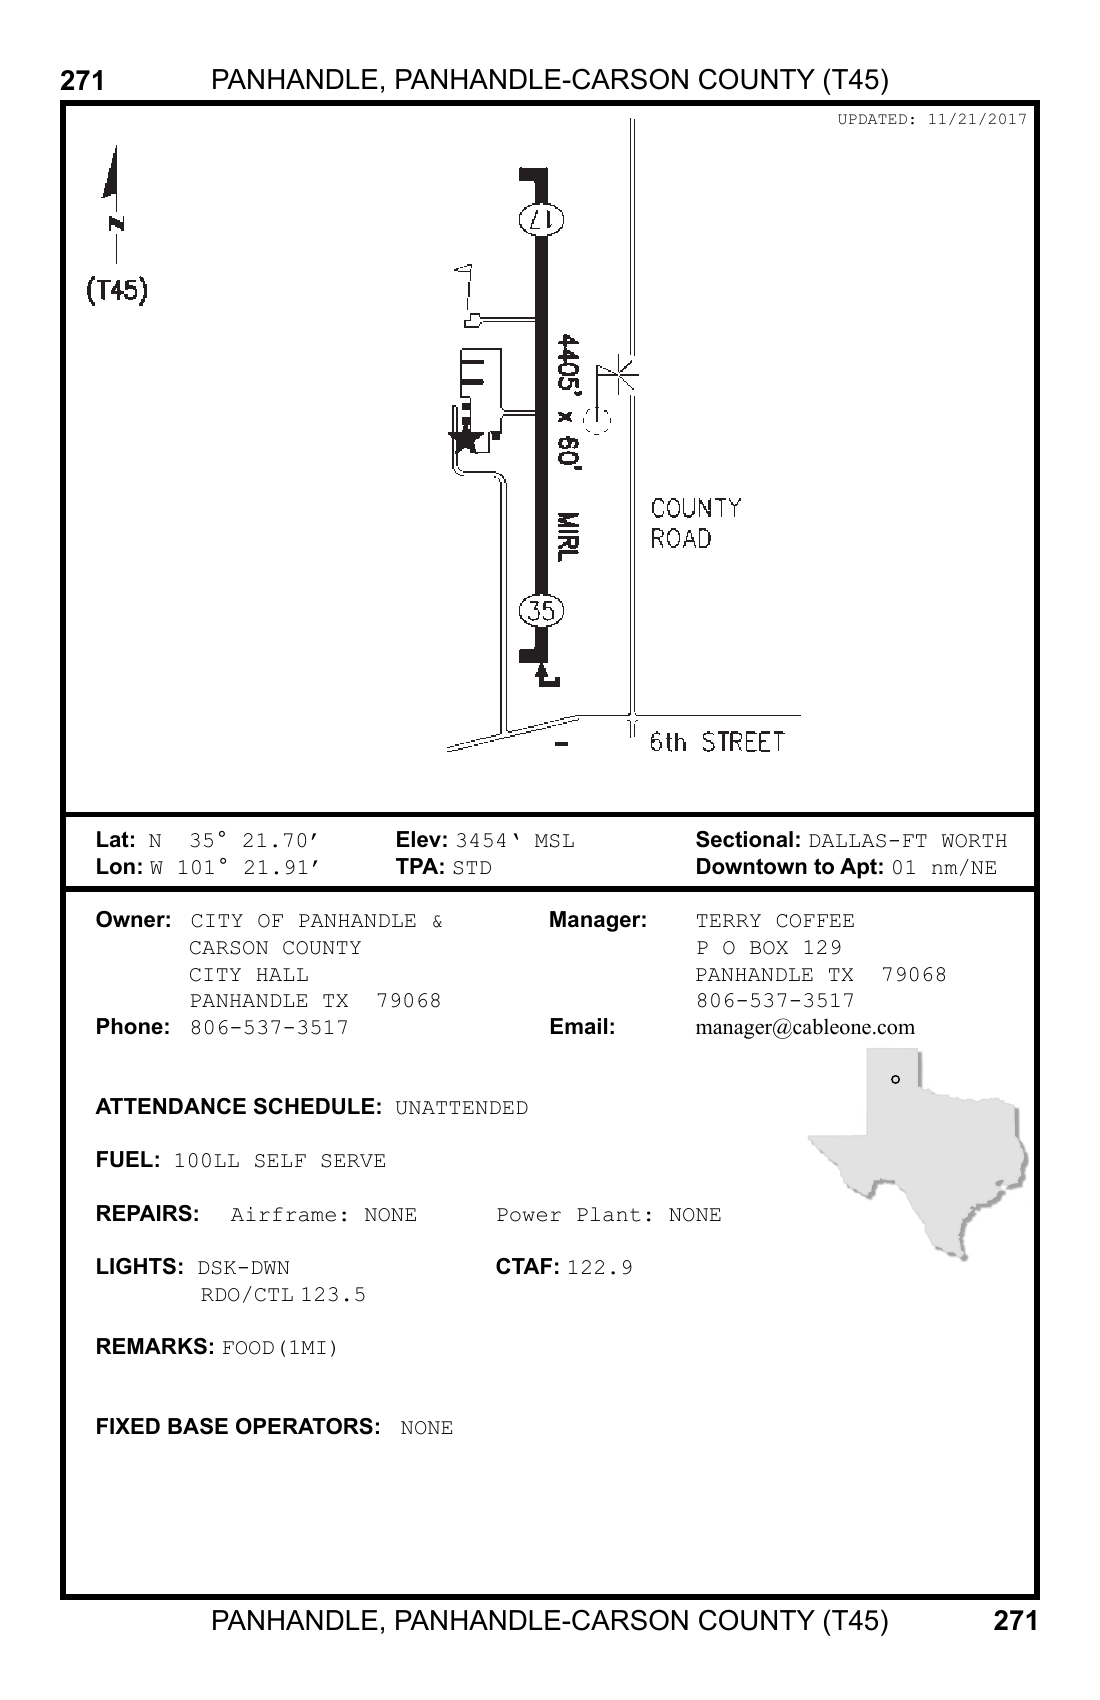 271 PANHANDLE, PANHANDLE-CARSON COUNTY (T45)
UPDATED: 11/21/2017
N
(T45)
17
4405' x 60' MIRL
COUNTY
ROAD
35
6th STREET
Lat: N 35° 21.70’ Elev: 3454‘ MSL Sectional: DALLAS-FT WORTH
Lon: W 101° 21.91’ TPA: STD Downtown to Apt: 01 nm/NE
Owner: CITY OF PANHANDLE & Manager: TERRY COFFEE
CARSON COUNTY P O BOX 129
CITY HALL PANHANDLE TX 79068
PANHANDLE TX 79068 806-537-3517
Phone: 806-537-3517 Email: manager@cableone.com
ATTENDANCE SCHEDULE: UNATTENDED
FUEL: 100LL SELF SERVE
REPAIRS: Airframe: NONE Power Plant: NONE
LIGHTS: DSK-DWN CTAF: 122.9
RDO/CTL 123.5
REMARKS: FOOD(1MI)
FIXED BASE OPERATORS: NONE
PANHANDLE, PANHANDLE-CARSON COUNTY (T45) 271